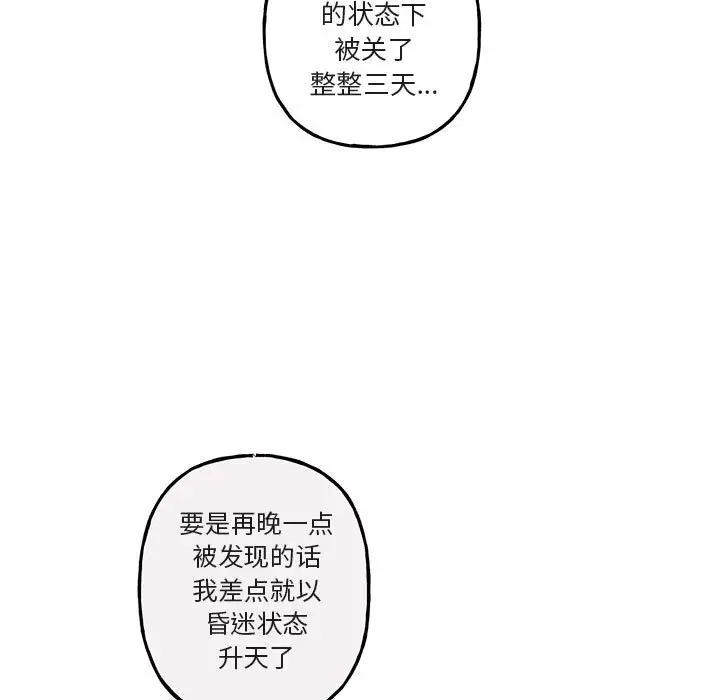 的状态下
被关了
整整三天...
要是再晚一点
被发现的话
我差点就以
昏迷状态
升天了